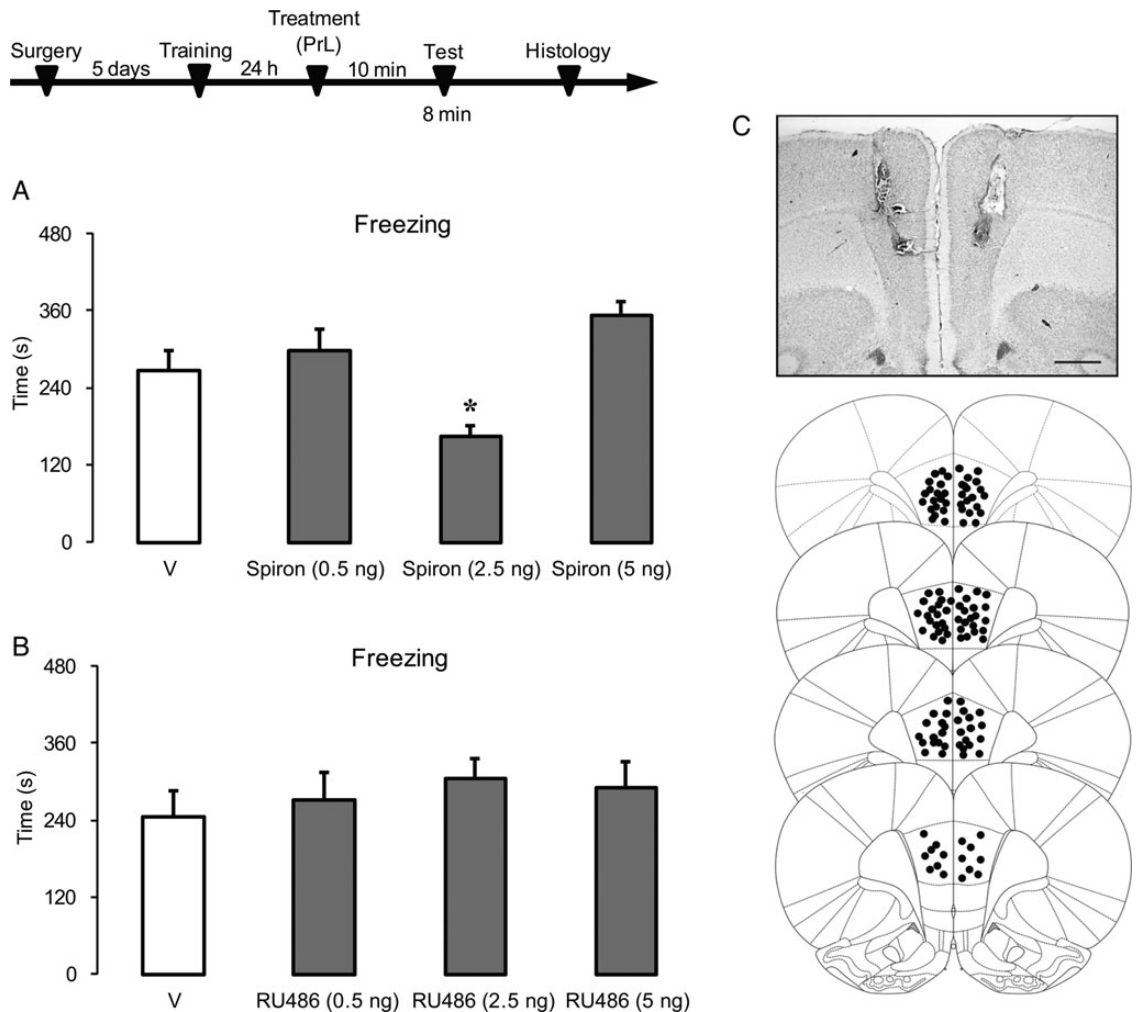 Surgery
5 days
Training
24 h
Treatment
(PrL)
10 min
Test
8 min
Histology
A
Freezing
Time (s)
480
360
240
120
0
V
Spiron (0.5 ng)
*
Spiron (2.5 ng)
Spiron (5 ng)
B
Freezing
Time (s)
480
360
240
120
0
V
RU486 (0.5 ng)
RU486 (2.5 ng)
RU486 (5 ng)
C